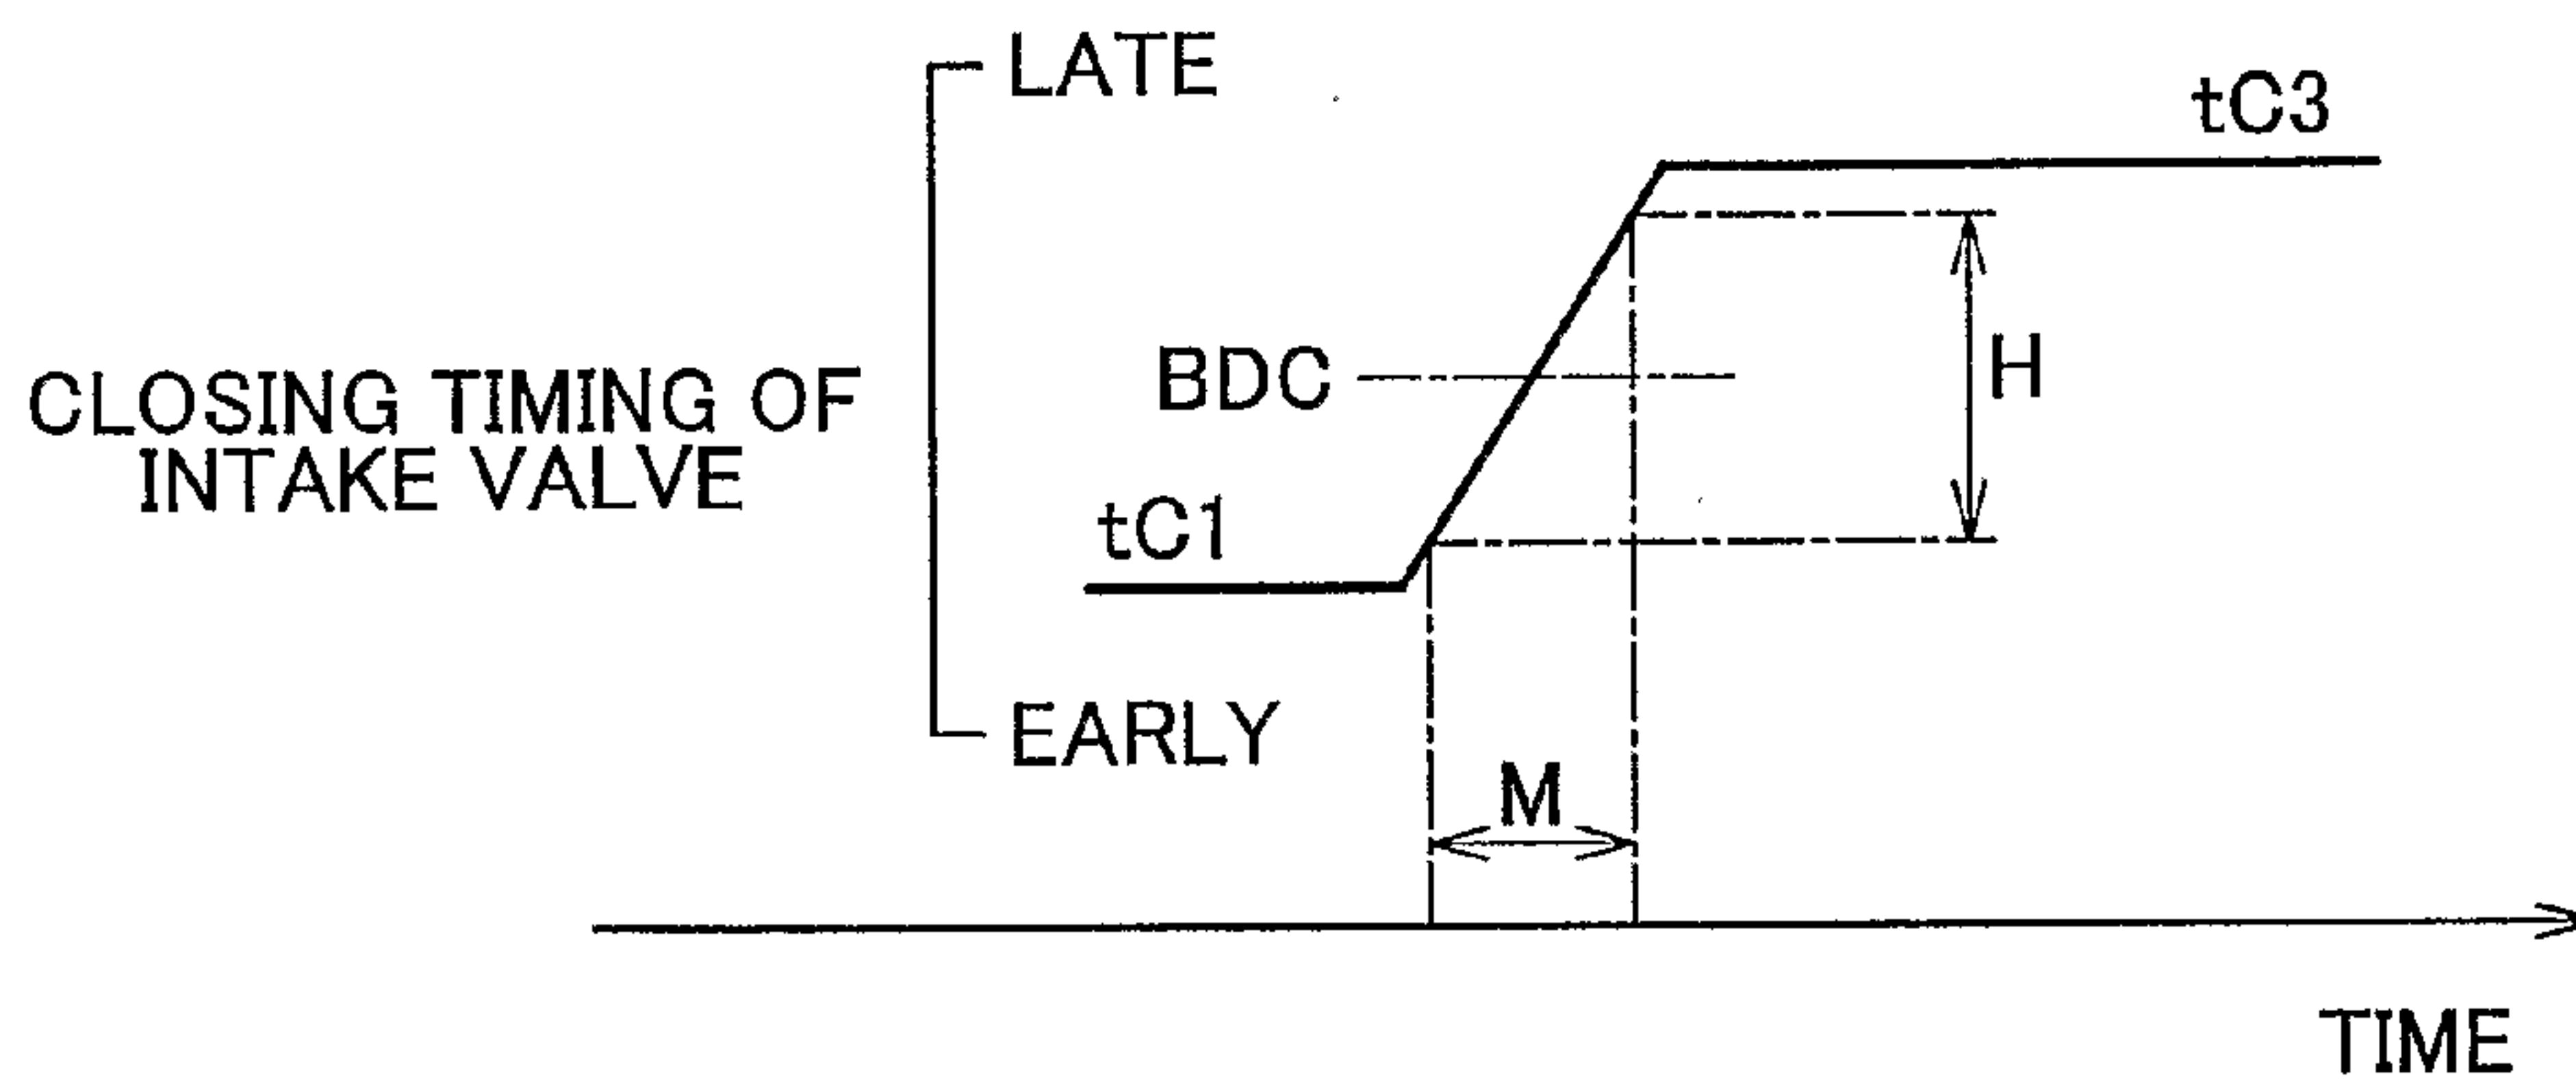 LATE
tC3
BDC
H
CLOSING TIMING OF
INTAKE VALVE
tC1
EARLY
M
TIME